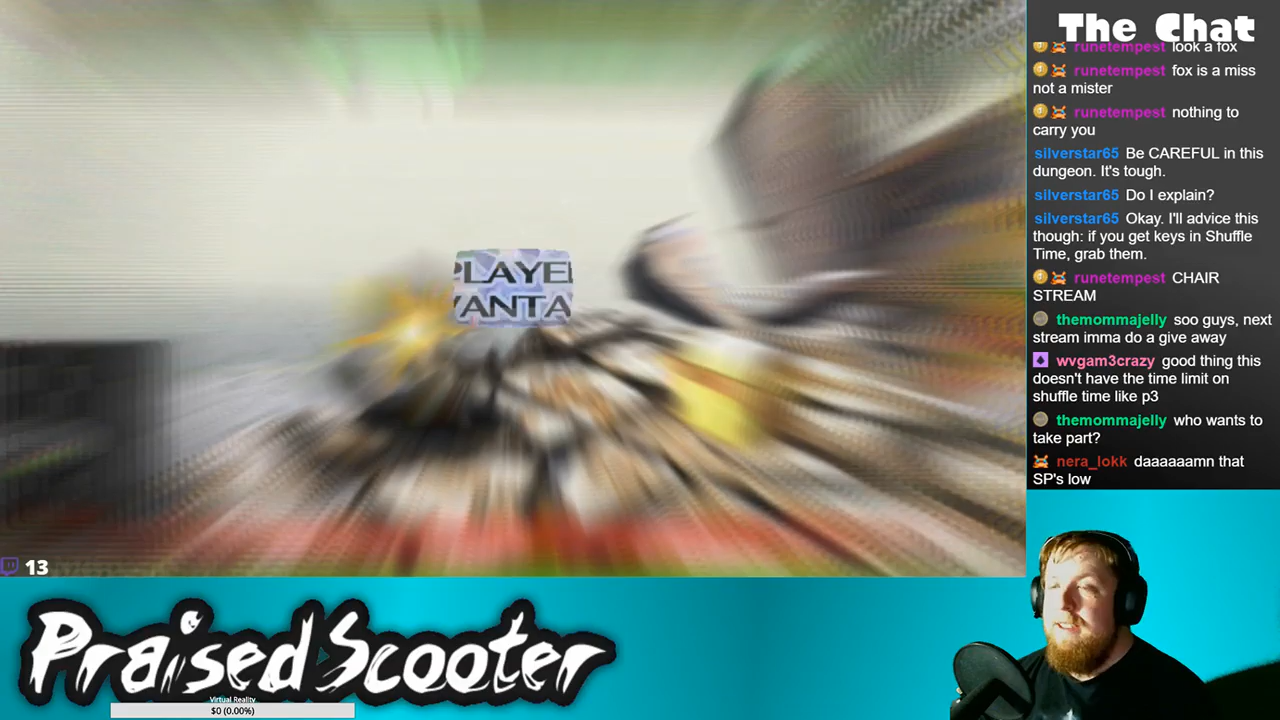 The Chat
runetempest look a fox
runetempest fox is a miss
not a mister
runetempest nothing to
carry you
silverstar65 Be CAREFUL in this
dungeon. It's tough.
silverstar65 Do I explain?
silverstar65 Okay. I'll advice this
though: if you get keys in Shuffle
Time, grab them.
runetempest CHAIR
STREAM
themommajelly soo guys, next
stream imma do a give away
wvgam3crazy good thing this
doesn't have the time limit on
shuffle time like p3
themommajelly who wants to
take part?
nera_lokk daaaaaamn that
SP's low
PLAYE
VANTA
13
PraisedScooter
Virtual Reality
$0 (0.00%)